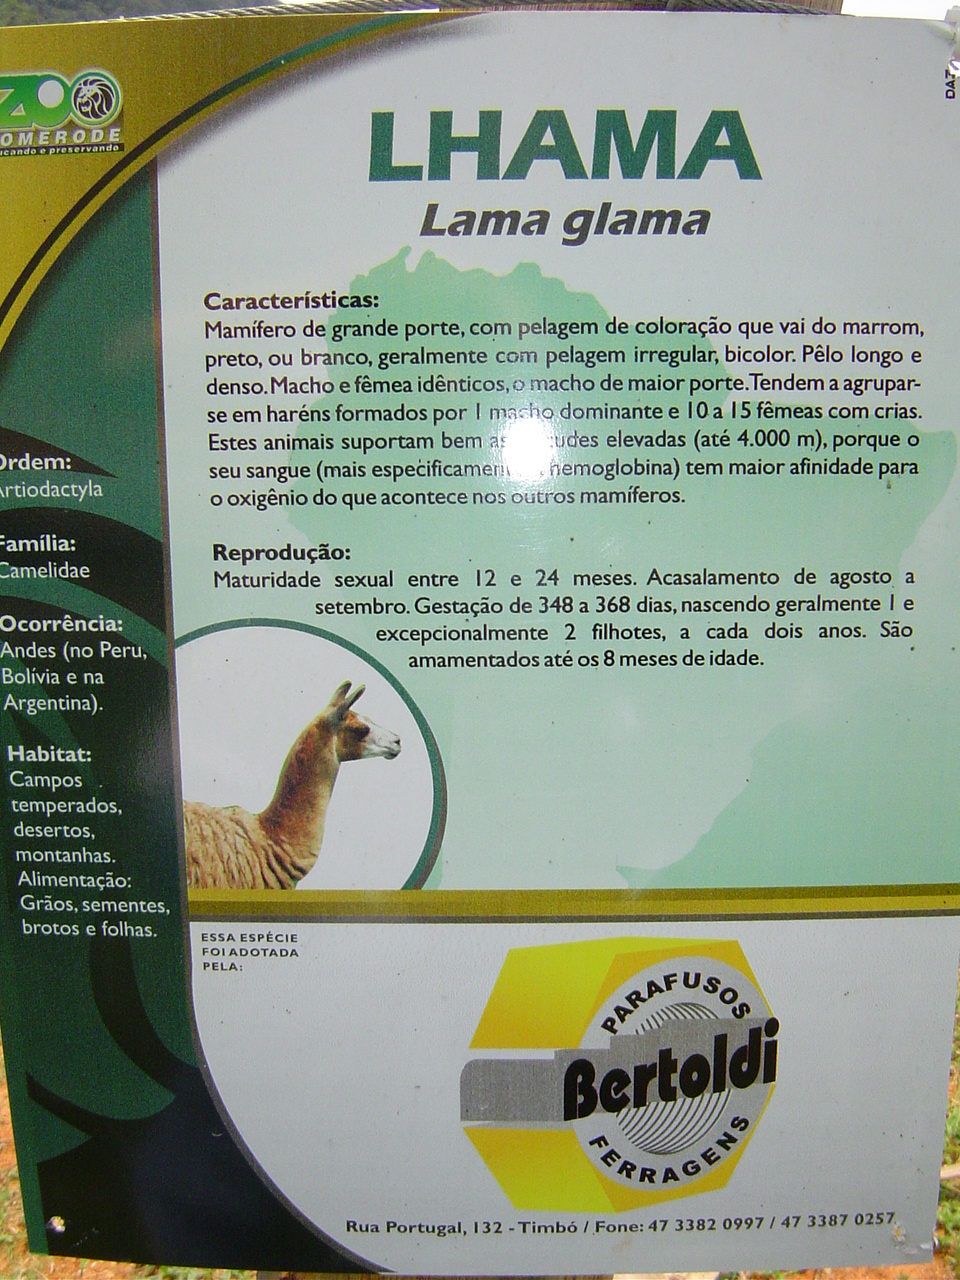 ZOO
OMERODE
ucando e preservando
LHAMA
Lama glama
Características:
Mamífero de grande porte, com pelagem de coloração que vai do marrom,
preto, ou branco, geralmente com pelagem irregular, bicolor. Pêlo longo e
denso. Macho e fêmea idênticos, o macho de maior porte. Tendem a agrupar-
se em haréns formados por 1 macho dominante e 10 a 15 fêmeas com crias.
Estes animais suportam bem as elevadas (até 4.000 m), porque o
seu sangue (mais especificamente hemoglobina) tem maior afinidade para
o oxigênio do que acontece nos outros mamíferos.
Reprodução:
Maturidade sexual entre 12 e 24 meses. Acasalamento de agosto a
setembro. Gestação de 348 a 368 dias, nascendo geralmente 1 e
excepcionalmente 2 filhotes, a cada dois anos. São
amamentados até os 8 meses de idade.
Ordem:
Artiodactyla
Família:
Camelidae
Ocorrência:
Andes (no Peru,
Bolívia e na
Argentina).
Habitat:
Campos
temperados,
desertos,
montanhas.
Alimentação:
Grãos, sementes,
brotos e folhas.
ESSA ESPÉCIE
FOI ADOTADA
PELA:
PARAFUSOS
Bertoldi
FERRAGENS
Rua Portugal, 132 - Timbó / Fone: 47 3382 0997 / 47 3387 0257